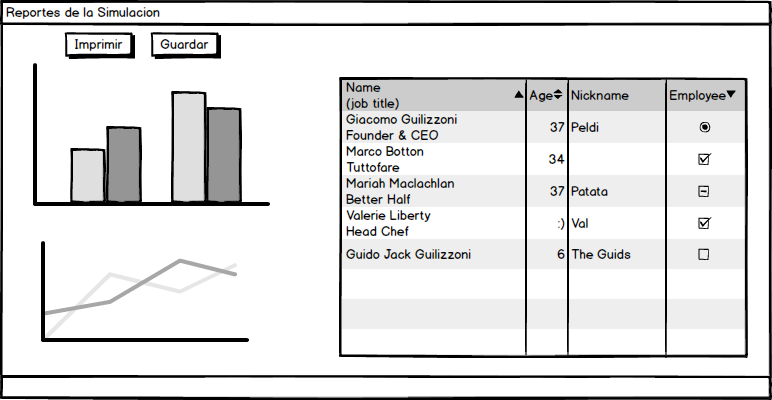 Reportes de la Simulacion
Imprimir
Guardar
Name
(job title)
Age
Nickname
Employee
Giacomo Guilizzoni
Founder & CEO
37
Peldi
Marco Botton
Tuttofare
34
Mariah Maclachlan
Better Half
37
Patata
Valerie Liberty
Head Chef
:)
Val
Guido Jack Guilizzoni
6
The Guids